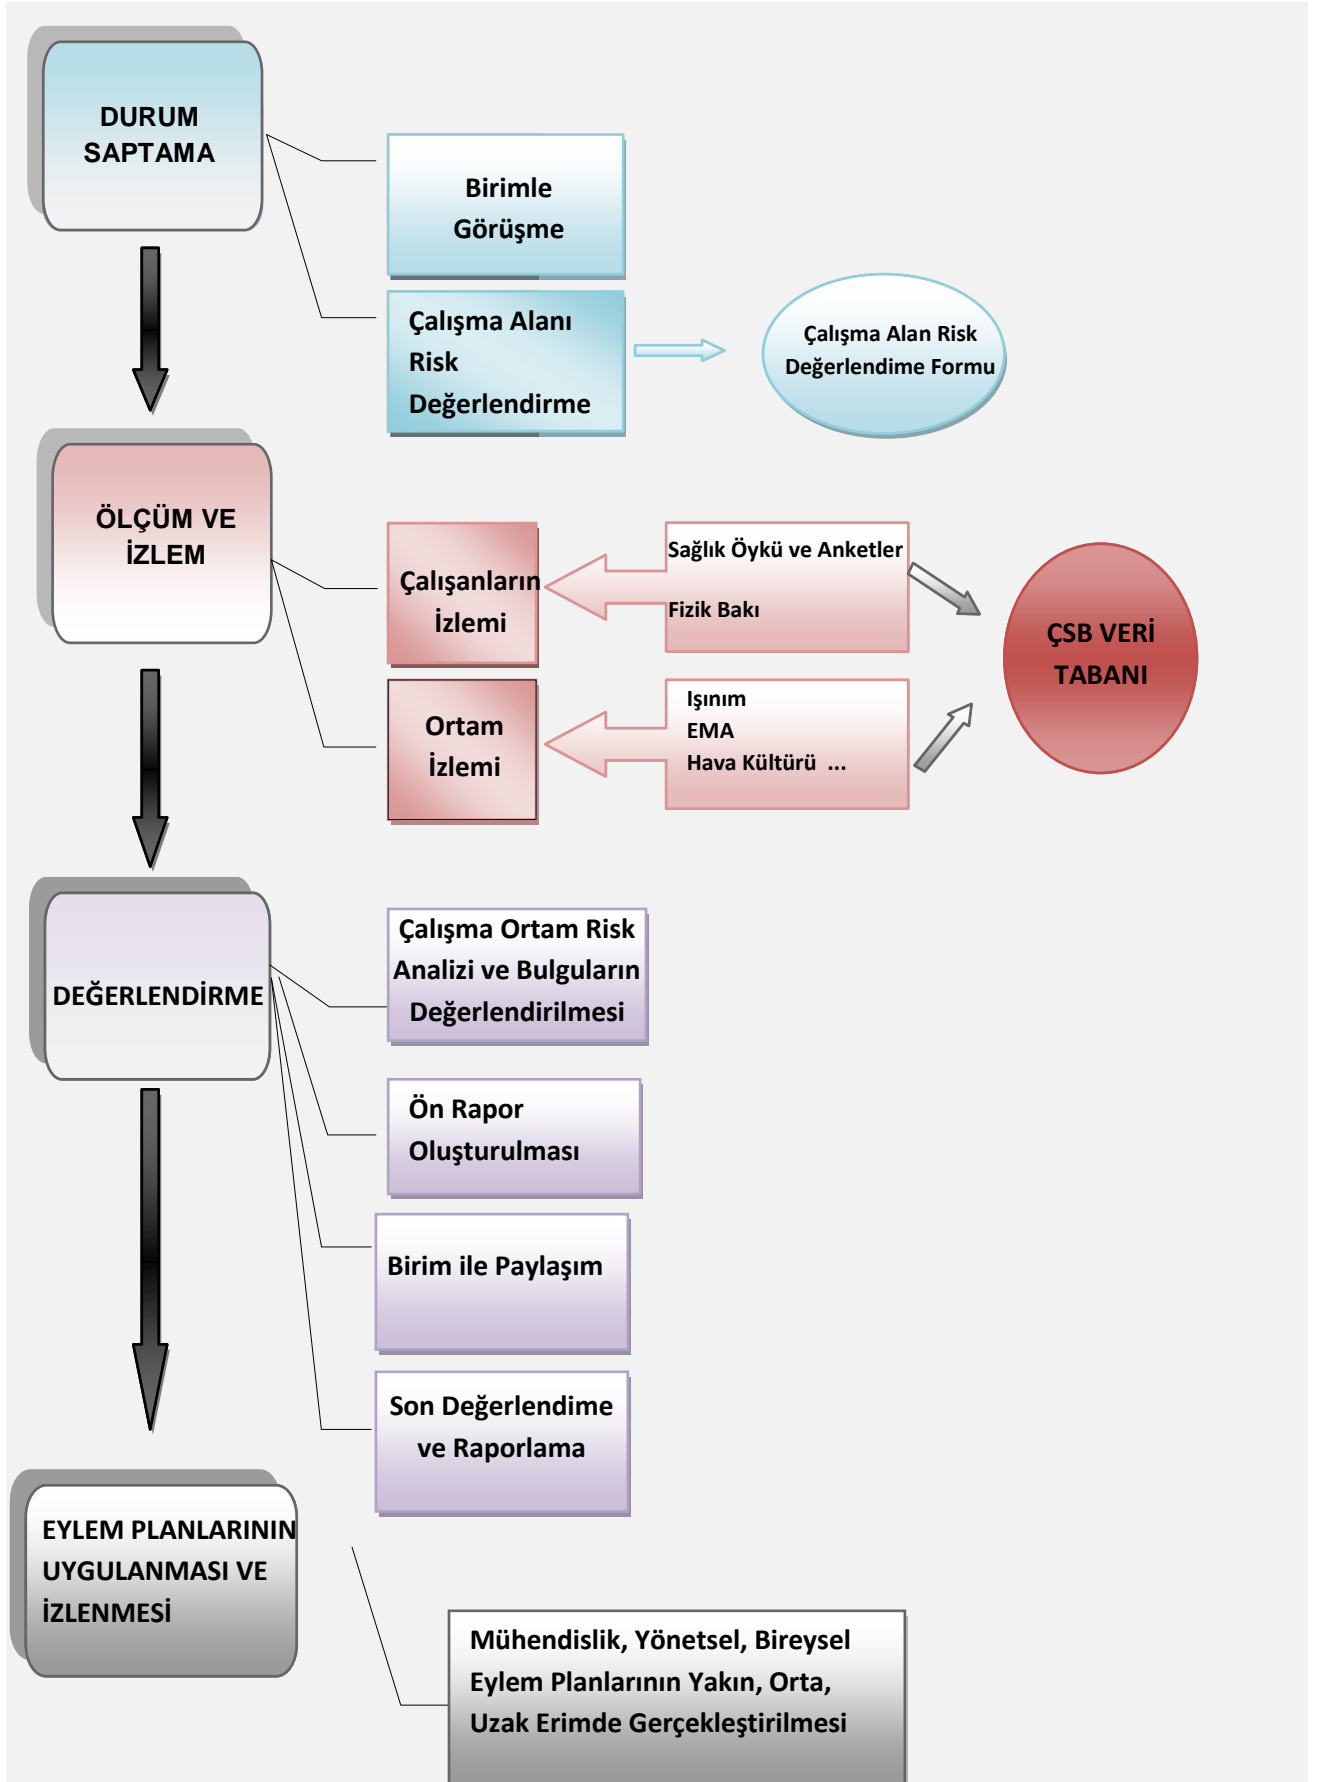 DURUM
SAPTAMA
Birimle
Görüşme
Çalışma Alanı
Risk
Değerlendirme
Çalışma Alan Risk
Değerlendime Formu
ÖLÇÜM VE
İZLEM
Çalışanların
İzlemi
Sağlık Öykü ve Anketler
Fizik Bakı
ÇSB VERİ
TABANI
Ortam
İzlemi
Işınım
EMA
Hava Kültürü ...
DEĞERLENDİRME
Çalışma Ortam Risk
Analizi ve Bulguların
Değerlendirilmesi
Ön Rapor
Oluşturulması
Birim ile Paylaşım
Son Değerlendime
ve Raporlama
EYLEM PLANLARININ
UYGULANMASI VE
İZLENMESİ
Mühendislik, Yönetsel, Bireysel
Eylem Planlarının Yakın, Orta,
Uzak Erimde Gerçekleştirilmesi